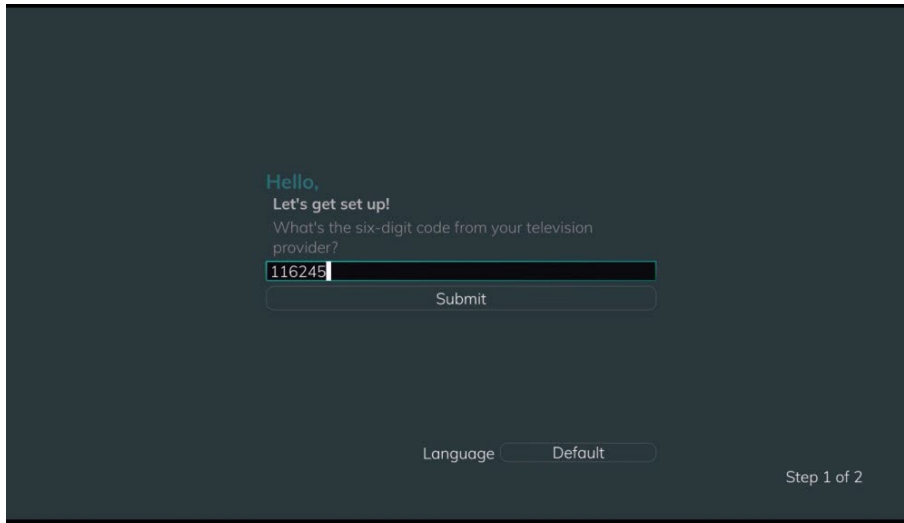 Hello,
Let's get set up!
What's the six-digit code from your television
provider?
116245
Submit
Language Default
Step 1 of 2